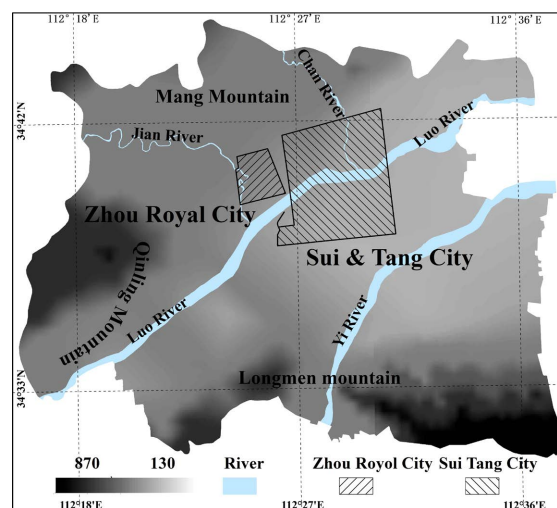 112°18'E
112°27'E
112°36'E
Chan River
Mang Mountain
34°42'N
Jian River
Luo River
Zhou Royal City
Sui & Tang City
Qinling Mountain
Luo River
Yi River
34°33'N
Longmen mountain
870 130 River Zhou Royol City Sui Tang City
112°18'E
112°27'E
112°36'E